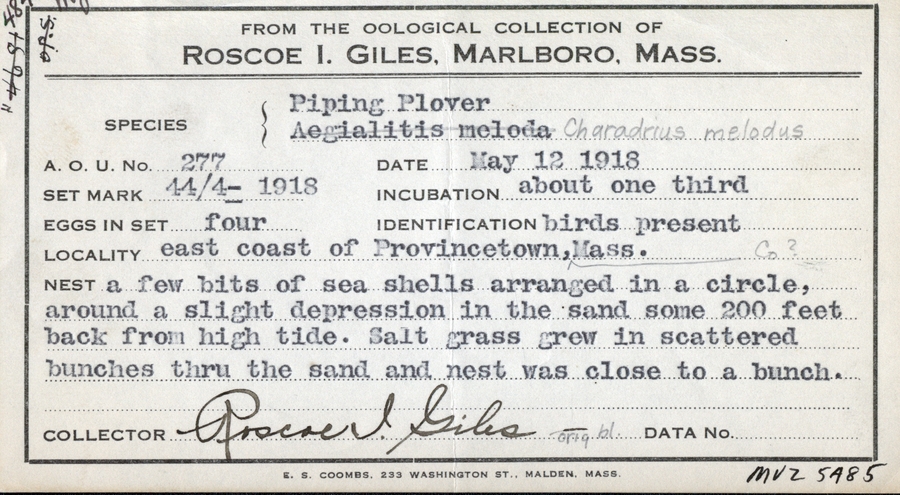 FROM THE OOLOGICAL COLLECTION OF
ROSCOE I. GILES, MARLBORO, MASS.
SPECIES { Piping Plover
Aegialitis meloda Charadrius melodus
A. O. U. No. 277 DATE May 12 1918
SET MARK 44/4- 1918 INCUBATION about one third
EGGS IN SET four IDENTIFICATION birds present
LOCALITY east coast of Provincetown,Mass. Co?
NEST a few bits of sea shells arranged in a circle,
around a slight depression in the sand some 200 feet
back from high tide. Salt grass grew in scattered
bunches thru the sand and nest was close to a bunch.
COLLECTOR Roscoe I. Giles orig bl. DATA No.
E. S. COOMBS, 233 WASHINGTON ST., MALDEN, MASS.
MVZ 5A85